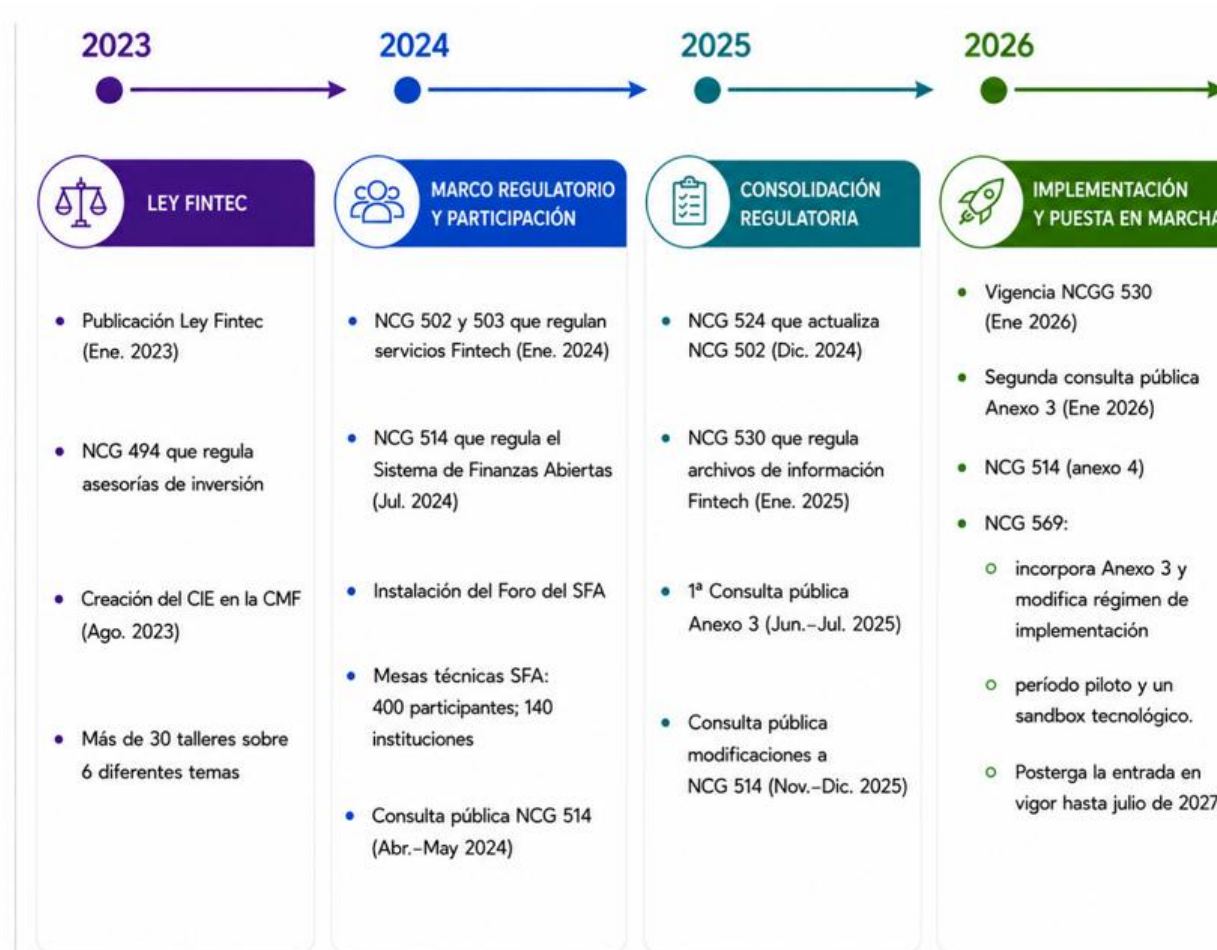 2023
LEY FINTEC
• Publicación Ley Fintec
(Ene. 2023)
• NCG 494 que regula
asesorías de inversión
• Creación del CIE en la CMF
(Ago. 2023)
• Más de 30 talleres sobre
6 diferentes temas
2024
MARCO REGULATORIO
Y PARTICIPACIÓN
• NCG 502 y 503 que regulan
servicios Fintech (Ene. 2024)
• NCG 514 que regula el
Sistema de Finanzas Abiertas
(Jul. 2024)
• Instalación del Foro del SFA
• Mesas técnicas SFA:
400 participantes; 140
instituciones
• Consulta pública NCG 514
(Abr.–May 2024)
2025
CONSOLIDACIÓN
REGULATORIA
• NCG 524 que actualiza
NCG 502 (Dic. 2024)
• NCG 530 que regula
archivos de información
Fintech (Ene. 2025)
• 1ª Consulta pública
Anexo 3 (Jun.–Jul. 2025)
• Consulta pública
modificaciones a
NCG 514 (Nov.–Dic. 2025)
2026
IMPLEMENTACIÓN
Y PUESTA EN MARCHA
• Vigencia NCGG 530
(Ene 2026)
• Segunda consulta pública
Anexo 3 (Ene 2026)
• NCG 514 (anexo 4)
• NCG 569:
○ incorpora Anexo 3 y
modifica régimen de
implementación
○ período piloto y un
sandbox tecnológico.
○ Posterga la entrada en
vigor hasta julio de 2027